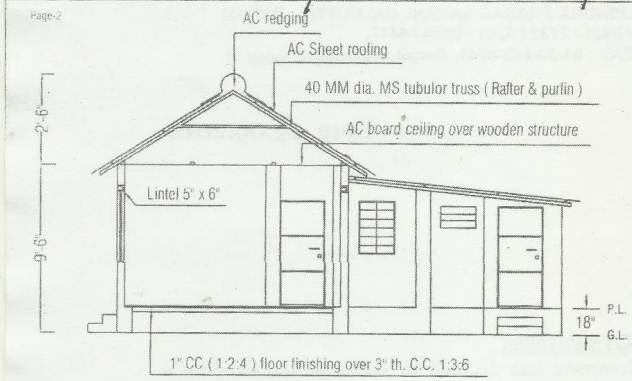 Page-2
AC redging
AC Sheet roofing
40 MM dia. MS tubulor truss ( Rafter & purlin )
AC board ceiling over wooden structure
2'-6"
Lintel 5" x 6"
9'-6"
P.L.
18"
G.L.
1" CC ( 1:2:4 ) floor finishing over 3" th. C.C. 1:3:6